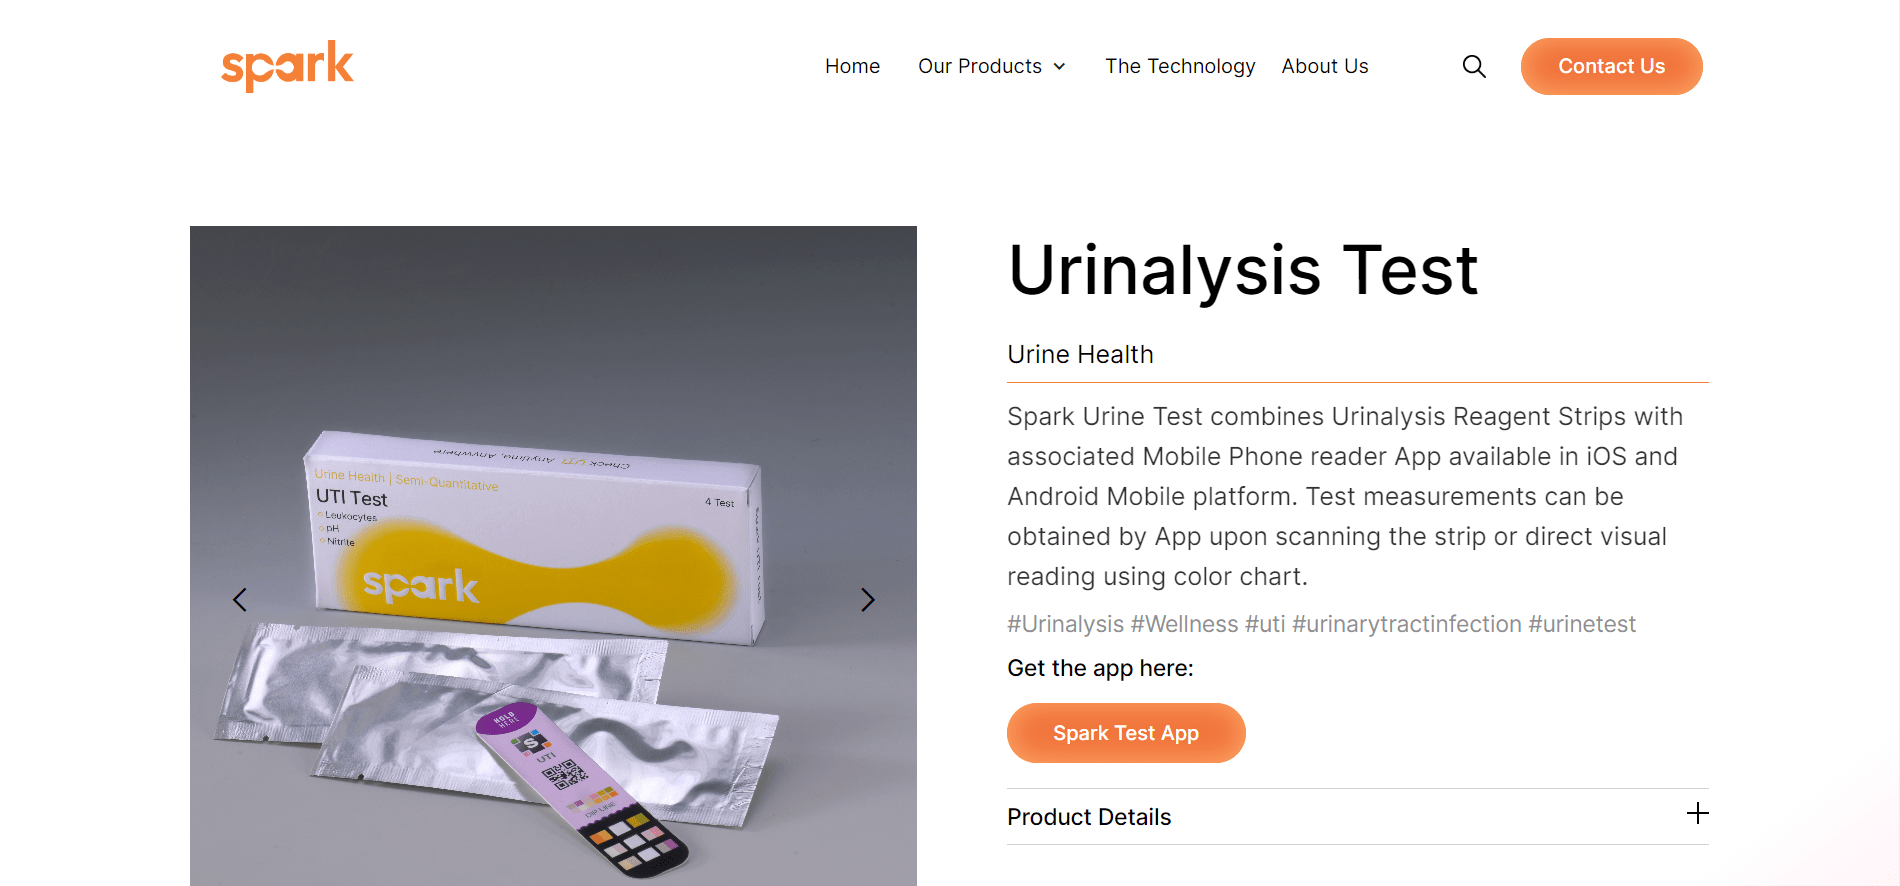 spark
Home
Our Products
The Technology
About Us
Contact Us
Urinalysis Test
Urine Health
Spark Urine Test combines Urinalysis Reagent Strips with
associated Mobile Phone reader App available in iOS and
Android Mobile platform. Test measurements can be
obtained by App upon scanning the strip or direct visual
reading using color chart.
#Urinalysis #Wellness #uti #urinarytractinfection #urinetest
Get the app here:
Spark Test App
Product Details
Check UTI Anytime, Anywhere
Urine Health | Semi-Quantitative
UTI Test
4 Test
Leukocytes
pH
Nitrite
spark
HOLD
HERE
S
UTI
DIP LINE